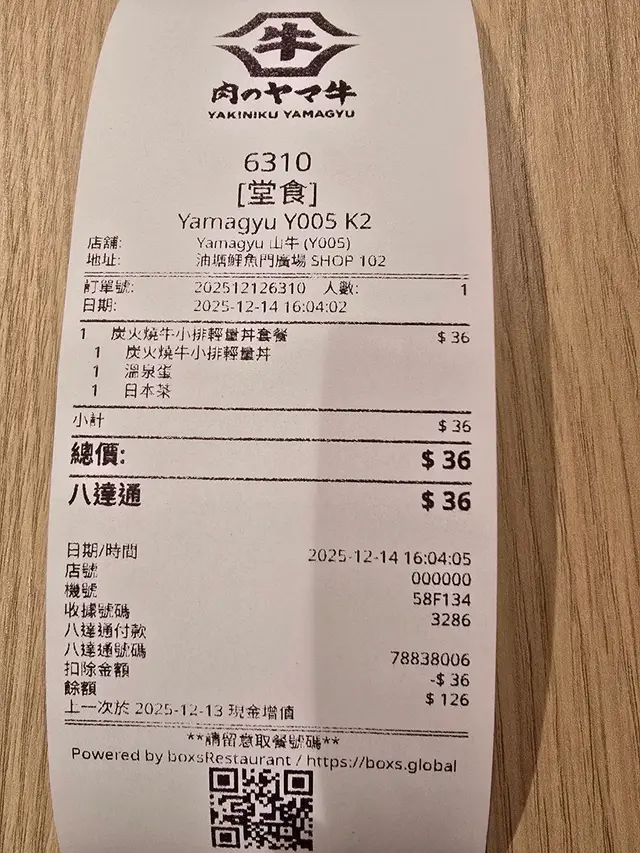 牛
肉のヤマ牛
YAKINIKU YAMAGYU
6310
[堂食]
Yamagyu Y005 K2
店舖: Yamagyu 山牛 (Y005)
地址: 油塘鯉魚門廣場 SHOP 102
訂單號: 202512126310 人數: 1
日期: 2025-12-14 16:04:02
1 炭火燒牛小排輕量丼套餐 $ 36
1 炭火燒牛小排輕量丼
1 溫泉蛋
1 日本茶
小計 $ 36
總價: $ 36
八達通 $ 36
日期/時間 2025-12-14 16:04:05
店號 000000
機號 58F134
收據號碼 3286
八達通付款
八達通號碼 78838006
扣除金額 -$ 36
餘額 $ 126
上一次於 2025-12-13 現金增值
**請留意取餐號碼**
Powered by boxsRestaurant / https://boxs.global